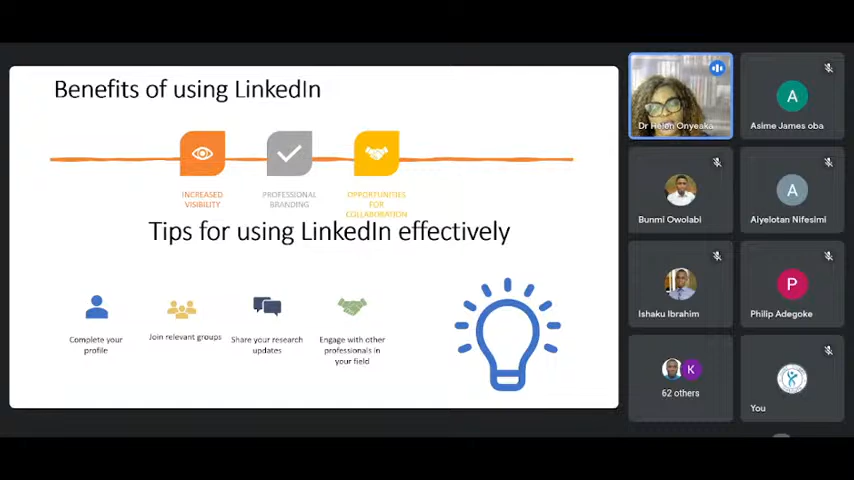 Benefits of using LinkedIn
INCREASED
VISIBILITY
PROFESSIONAL
BRANDING
OPPORTUNITIES
FOR
COLLABORATION
Tips for using LinkedIn effectively
Complete your
profile
Join relevant groups
Share your research
updates
Engage with other
professionals in
your field
Dr Helen Onyeaka
A
Asime James oba
Bunmi Owolabi
A
Aiyelotan Nifesimi
Ishaku Ibrahim
P
Philip Adegoke
K
62 others
You